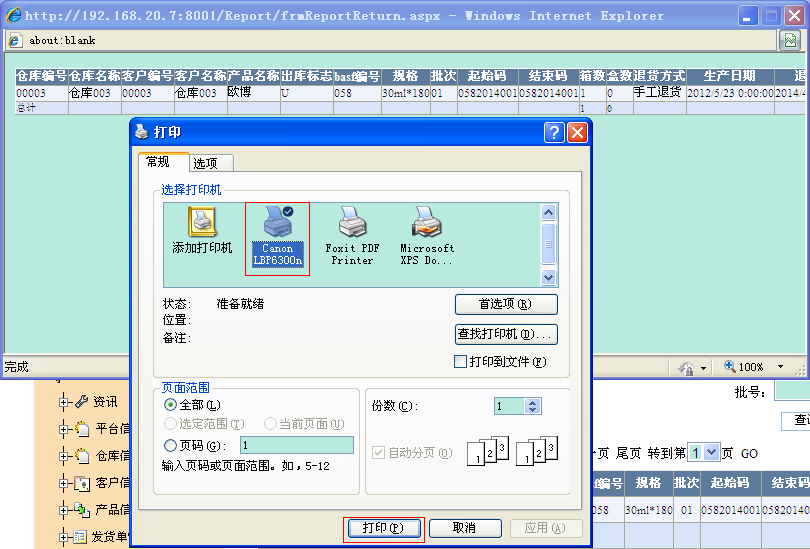 http://192.168.20.7:8001/Report/frmReportReturn.aspx - Windows Internet Explorer
about:blank
仓库编号 仓库名称 客户编号 客户名称 产品名称 出库标志 basf编号 规格 批次 起始码 结束码 箱数 盒数 退货方式 生产日期 退
00003 仓库003 00003 仓库003 欧博 U 058 30ml*180 01 0582014001 0582014001 1 0 手工退货 2012/5/23 0:00:00 2014/4
总计 1 0
打印
常规 选项
选择打印机
添加打印机 Canon LBP6300n Foxit PDF Printer Microsoft XPS Do...
状态: 准备就绪
首选项(R)
位置:
备注:
查找打印机(D)...
打印到文件(F)
完成
100%
页面范围
全部(L)
选定范围(T) 当前页面(U)
页码(G): 1
输入页码或页面范围。如,5-12
份数(C): 1
自动分页(O)
1 2 3 1 2 3
打印(P) 取消 应用(A)
资讯
平台信
仓库信
客户信
产品信
发货单
批号:
查
页 尾页 转到第 1 页 GO
编号 规格 批次 起始码 结束码
058 30ml*180 01 0582014001 0582014001